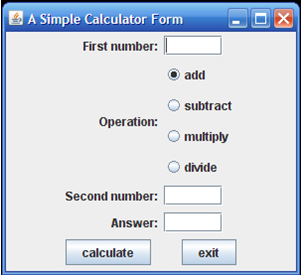 A Simple Calculator Form
First number:
add
subtract
Operation:
multiply
divide
Second number:
Answer:
calculate exit